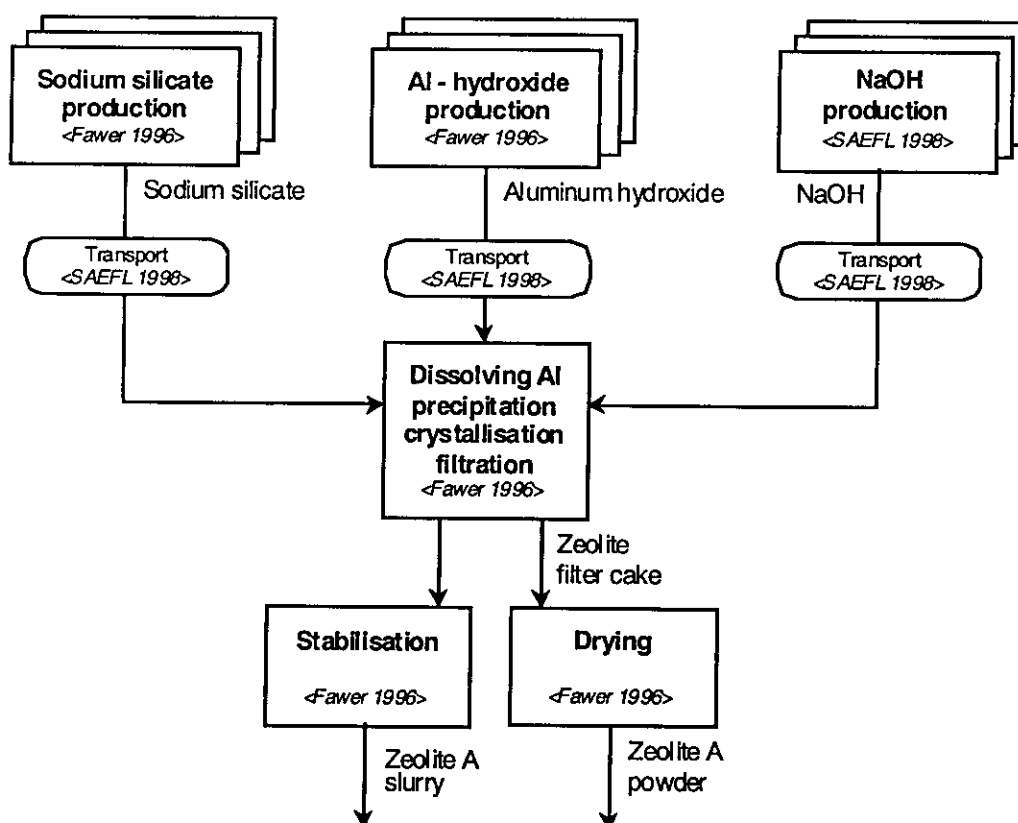 Sodium silicate
production
<Fawer 1996>
Al - hydroxide
production
<Fawer 1996>
NaOH
production
<SAEFL 1998>
Sodium silicate
Aluminum hydroxide
NaOH
Transport
<SAEFL 1998>
Transport
<SAEFL 1998>
Transport
<SAEFL 1998>
Dissolving Al
precipitation
crystallisation
filtration
<Fawer 1996>
Zeolite
filter cake
Stabilisation
<Fawer 1996>
Drying
<Fawer 1996>
Zeolite A
slurry
Zeolite A
powder